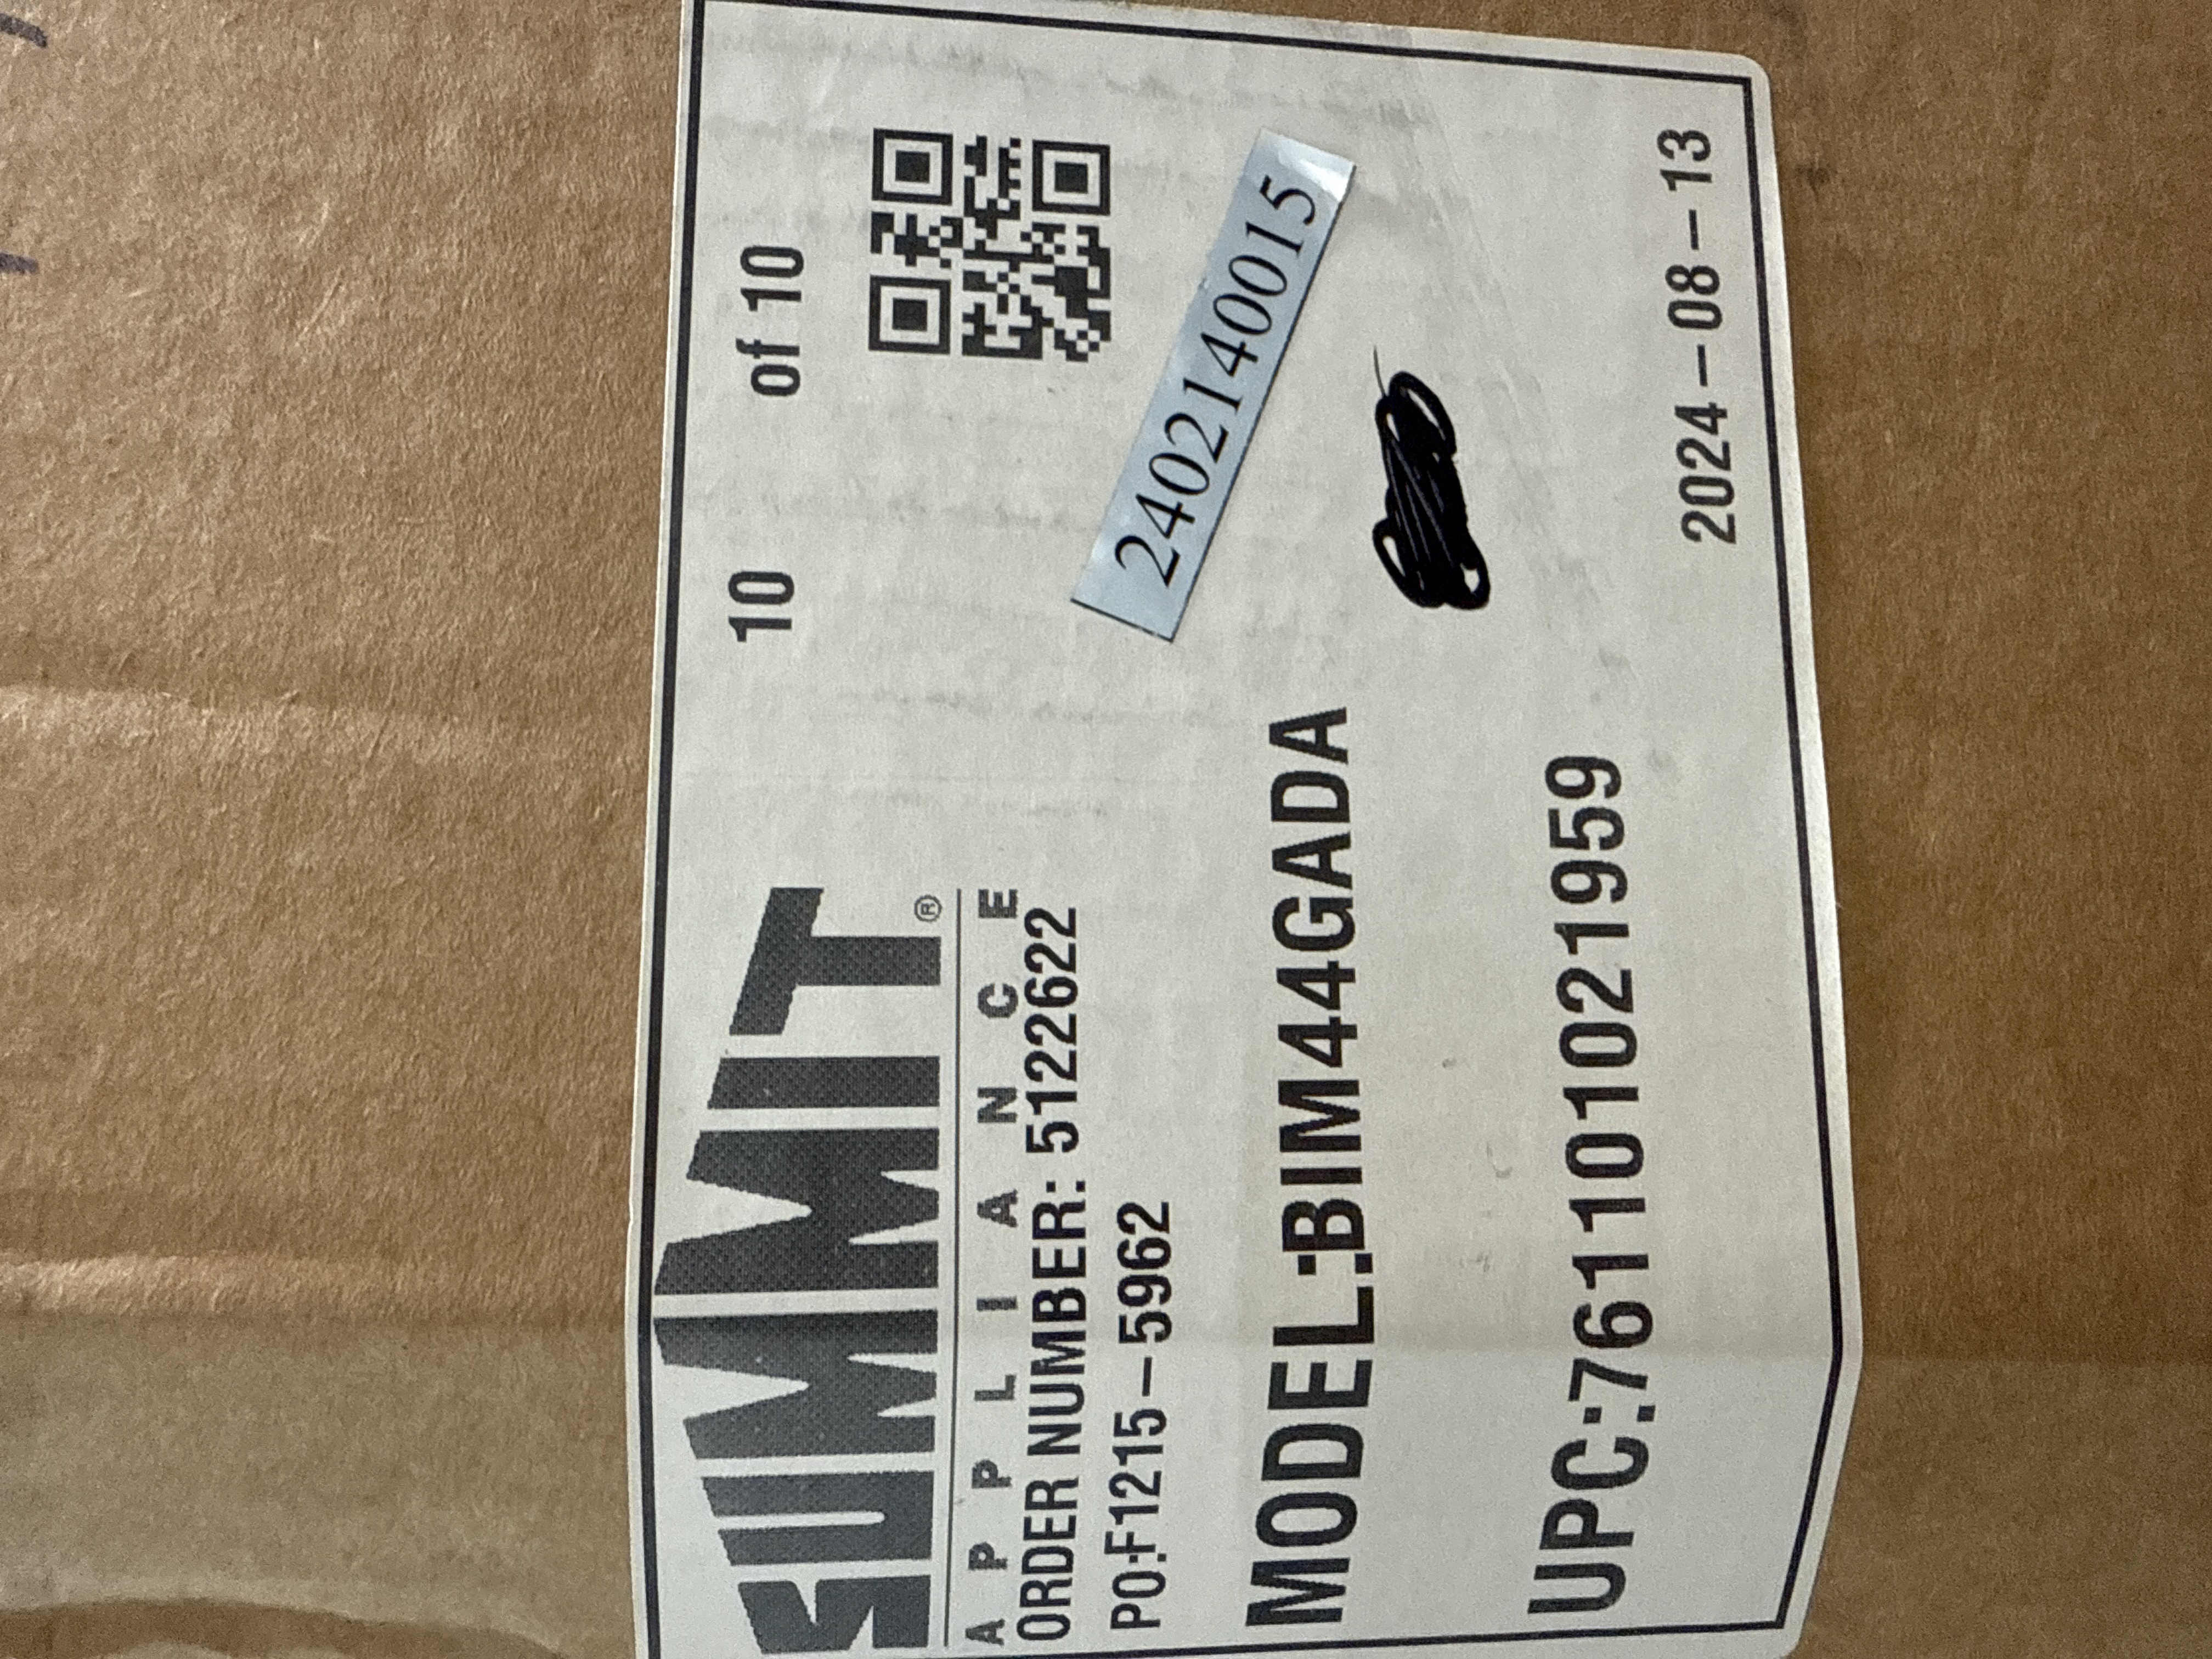 SUMMIT®
APPLIANCE
10 of 10
ORDER NUMBER: 5122622
PO:F1215-5962
2402140015
MODEL:BIM44GADA
UPC:761101021959
2024-08-13